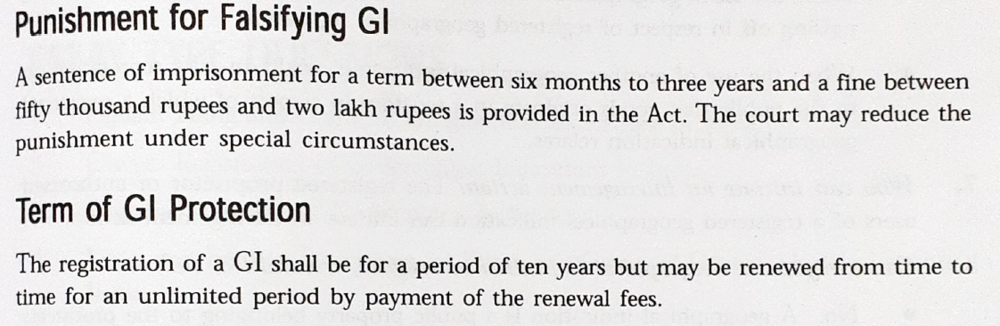 Punishment for Falsifying GI
A sentence of imprisonment for a term between six months to three years and a fine between
fifty thousand rupees and two lakh rupees is provided in the Act. The court may reduce the
punishment under special circumstances.
Term of GI Protection
The registration of a GI shall be for a period of ten years but may be renewed from time to
time for an unlimited period by payment of the renewal fees.